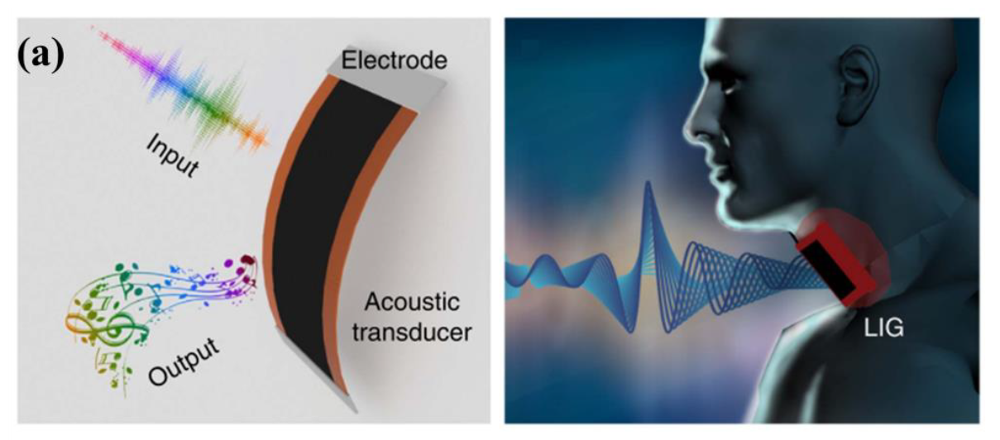 (a)
Electrode
Input
Acoustic
transducer
Output
LIG